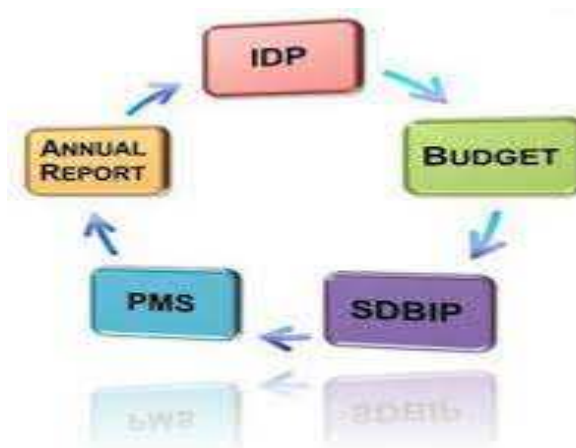 IDP
BUDGET
SDBIP
PMS
ANNUAL
REPORT